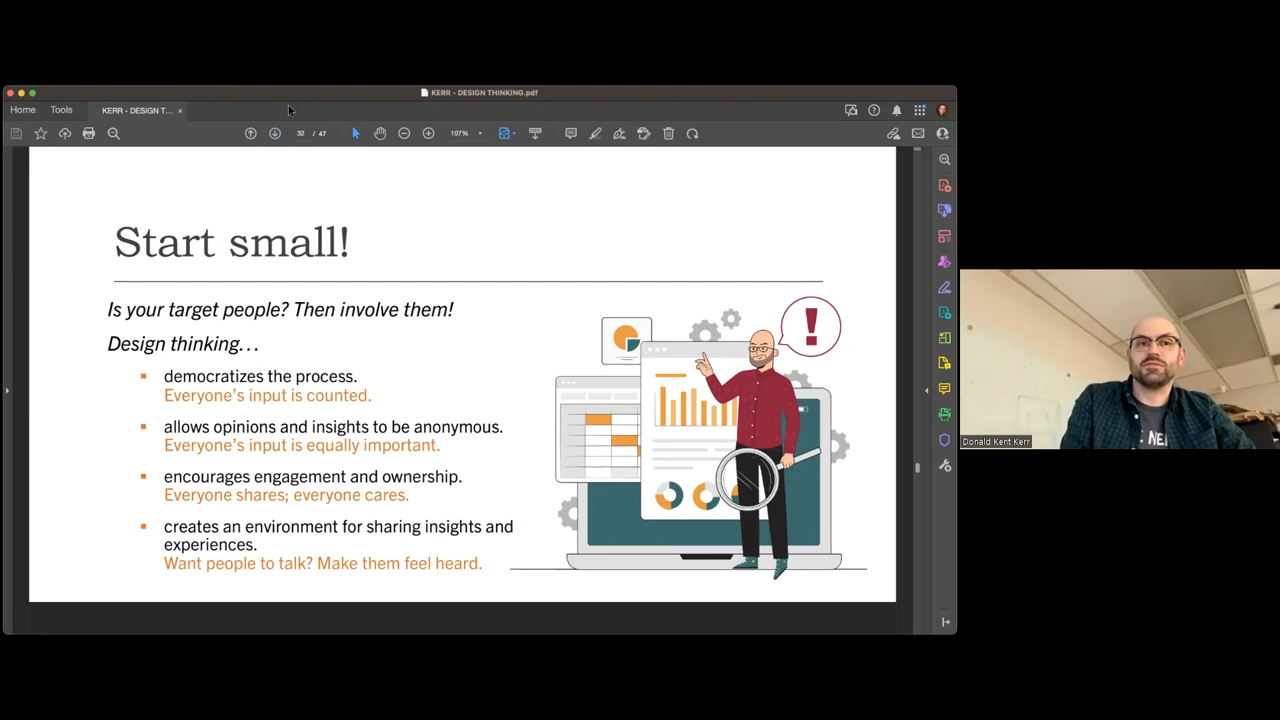 KERR - DESIGN THINKING.pdf
Home
Tools
KERR - DESIGN T... ×
32 / 47
107%
Start small!
Is your target people? Then involve them!
Design thinking…
democratizes the process.
Everyone's input is counted.
allows opinions and insights to be anonymous.
Everyone's input is equally important.
encourages engagement and ownership.
Everyone shares; everyone cares.
creates an environment for sharing insights and
experiences.
Want people to talk? Make them feel heard.
!
Donald Kent Kerr